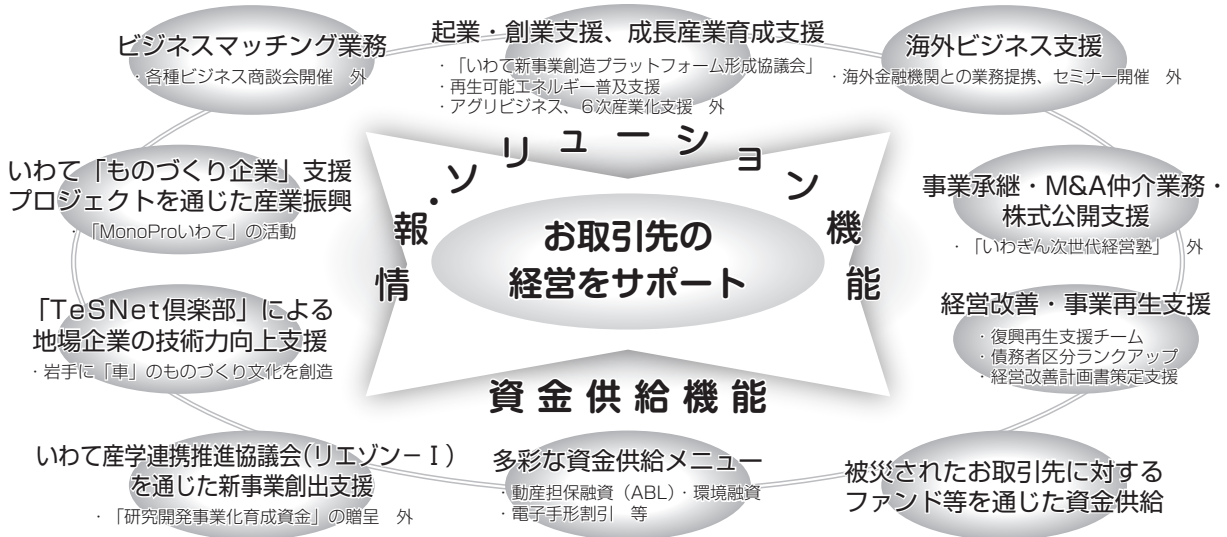 ビジネスマッチング業務
・各種ビジネス商談会開催　外
起業・創業支援、成長産業育成支援
・「いわて新事業創造プラットフォーム形成協議会」
・再生可能エネルギー普及支援
・アグリビジネス、6次産業化支援　外
海外ビジネス支援
・海外金融機関との業務提携、セミナー開催　外
情報・ソリューション機能
いわて「ものづくり企業」支援
プロジェクトを通じた産業振興
・「MonoProいわて」の活動
お取引先の
経営をサポート
事業承継・M&A仲介業務・
株式公開支援
・「いわぎん次世代経営塾」　外
「TeSNet倶楽部」による
地場企業の技術力向上支援
・岩手に「車」のものづくり文化を創造
経営改善・事業再生支援
・復興再生支援チーム
・債務者区分ランクアップ
・経営改善計画書策定支援
資金供給機能
いわて産学連携推進協議会(リエゾン－Ⅰ)
を通じた新事業創出支援
・「研究開発事業化育成資金」の贈呈　外
多彩な資金供給メニュー
・動産担保融資（ABL）・環境融資
・電子手形割引　等
被災されたお取引先に対する
ファンド等を通じた資金供給